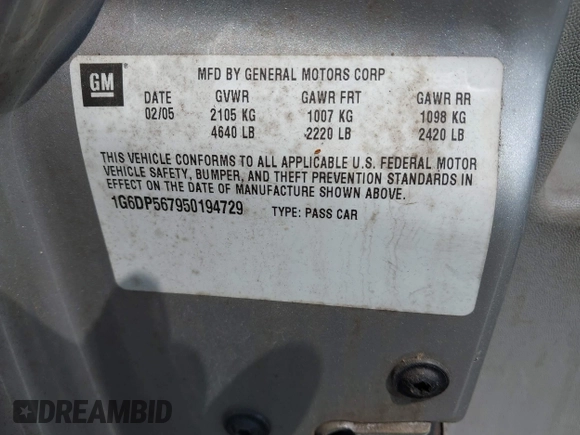 GM
MFD BY GENERAL MOTORS CORP
DATE GVWR GAWR FRT GAWR RR
02/05 2105 KG 1007 KG 1098 KG
4640 LB 2220 LB 2420 LB
THIS VEHICLE CONFORMS TO ALL APPLICABLE U.S. FEDERAL MOTOR
VEHICLE SAFETY, BUMPER, AND THEFT PREVENTION STANDARDS IN
EFFECT ON THE DATE OF MANUFACTURE SHOWN ABOVE.
1G6DP567950194729 TYPE: PASS CAR
DREAMBID